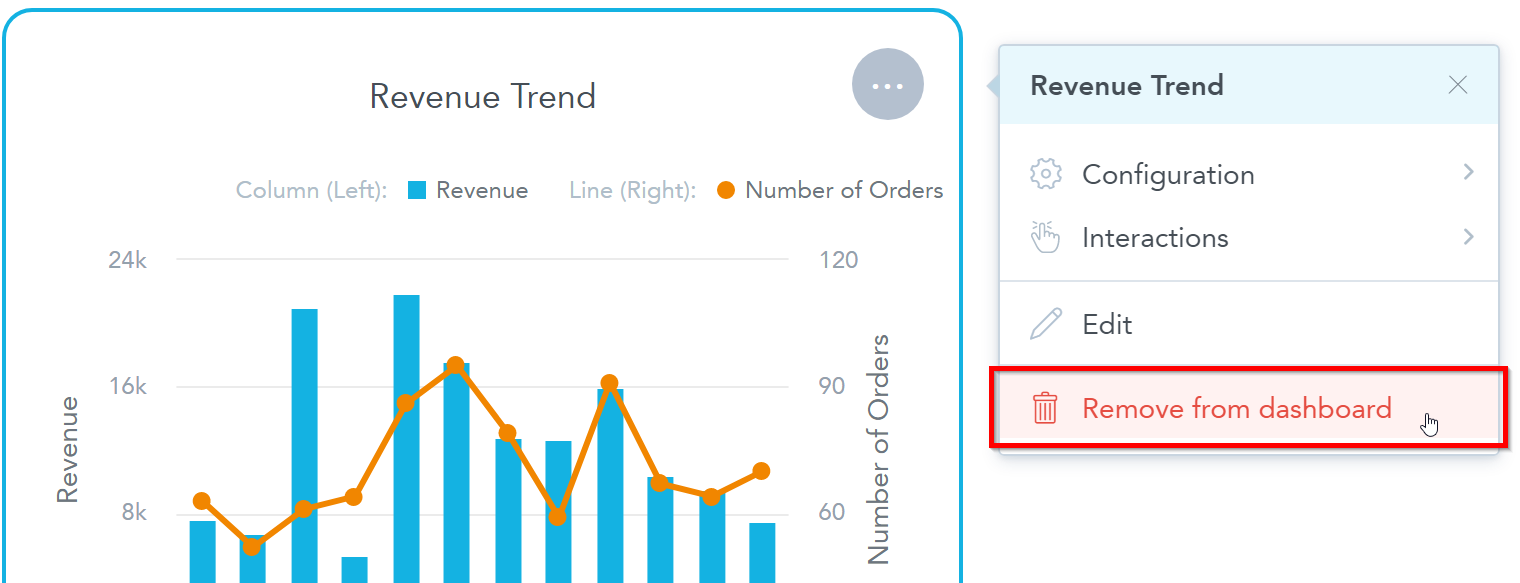 Revenue Trend
Column (Left): Revenue Line (Right): Number of Orders
24k
16k
8k
Revenue
120
90
60
Number of Orders
Revenue Trend
Configuration
Interactions
Edit
Remove from dashboard